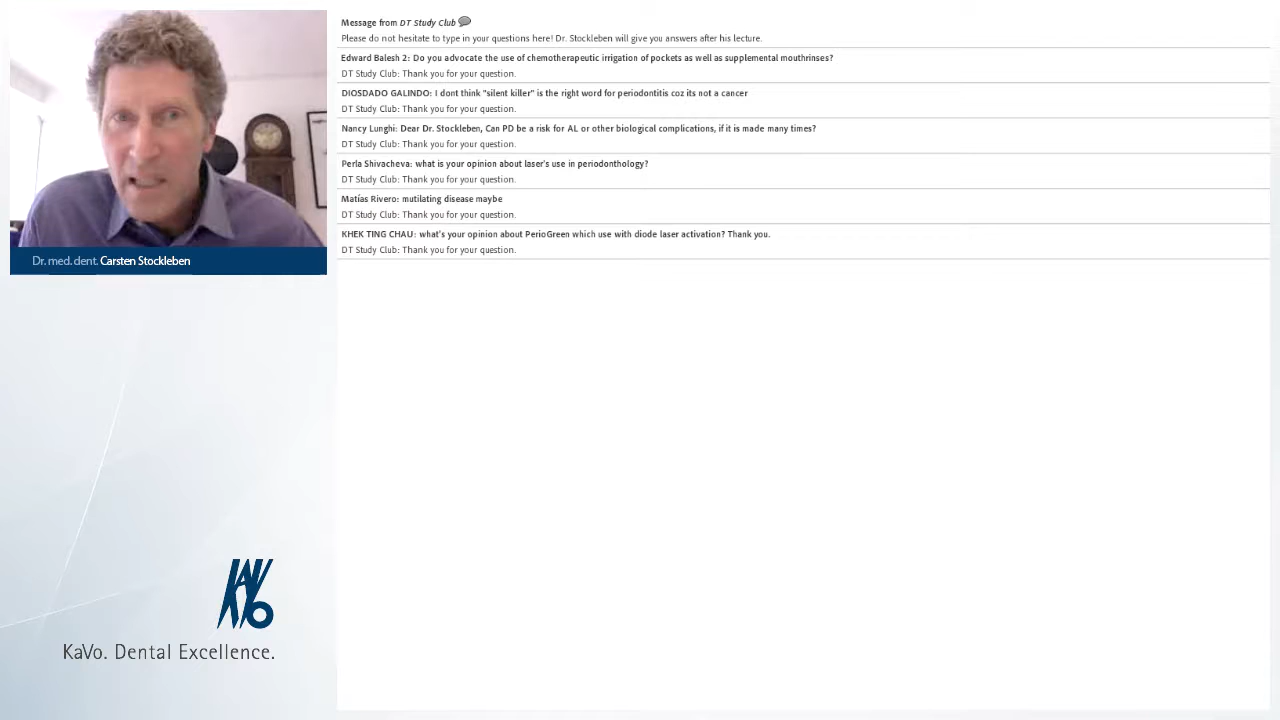 Message from DT Study Club
Please do not hesitate to type in your questions here! Dr. Stockleben will give you answers after his lecture.
Edward Balesh 2: Do you advocate the use of chemotherapeutic irrigation of pockets as well as supplemental mouthrinses?
DT Study Club: Thank you for your question.
DIOSDADO GALINDO: I dont think "silent killer" is the right word for periodontitis coz its not a cancer
DT Study Club: Thank you for your question.
Nancy Lunghi: Dear Dr. Stockleben, Can PD be a risk for AL or other biological complications, if it is made many times?
DT Study Club: Thank you for your question.
Perla Shivacheva: what is your opinion about laser's use in periodonthology?
DT Study Club: Thank you for your question.
Matías Rivero: mutilating disease maybe
DT Study Club: Thank you for your question.
KHEK TING CHAU: what's your opinion about PerioGreen which use with diode laser activation? Thank you.
DT Study Club: Thank you for your question.
Dr. med. dent. Carsten Stockleben
KaVo
KaVo. Dental Excellence.